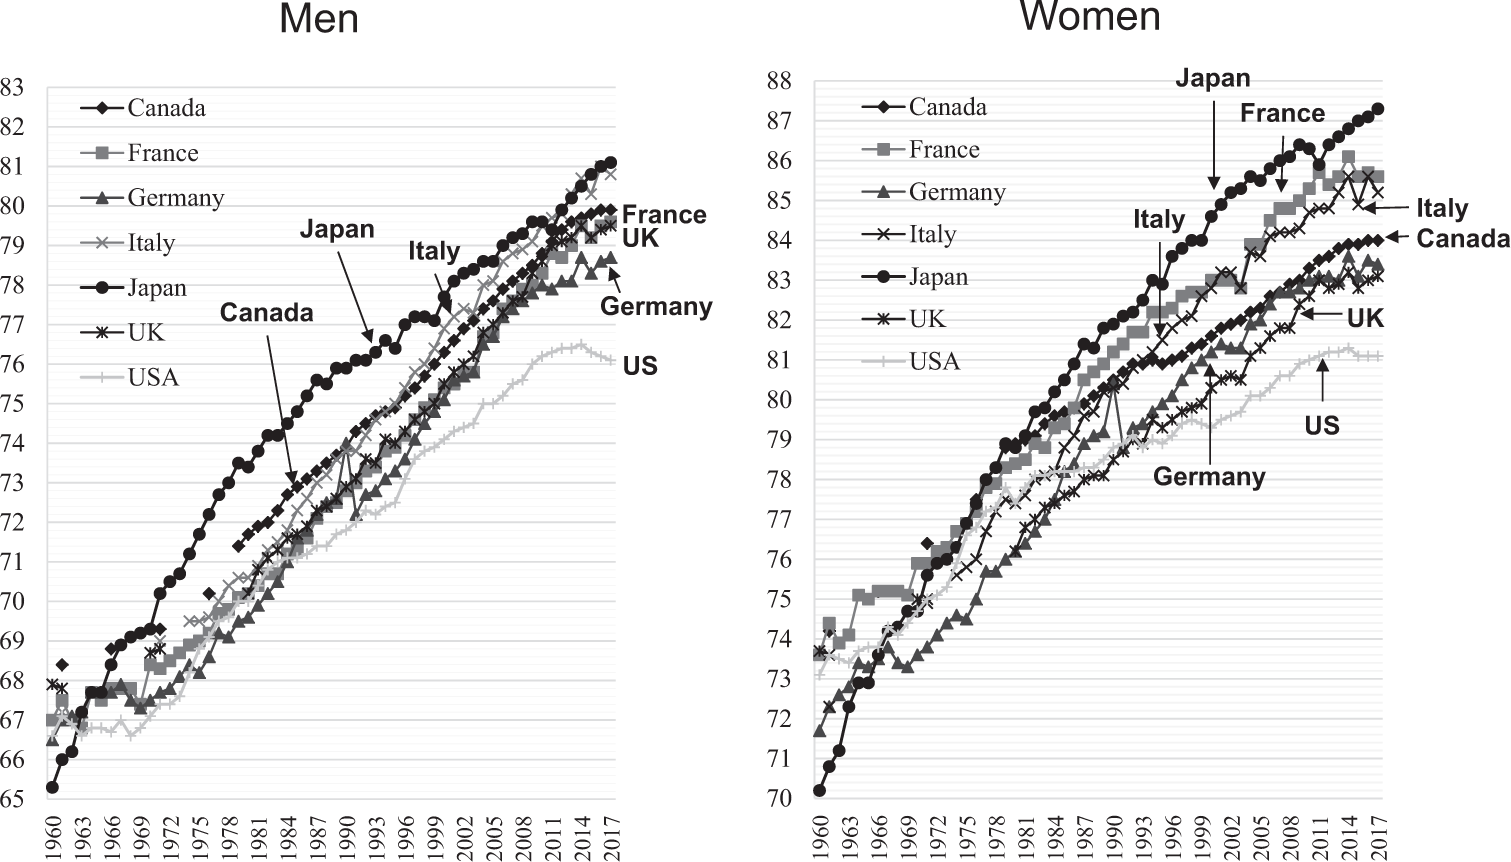 Men
83
82
81
80
79
78
77
76
75
74
73
72
71
70
69
68
67
66
65
Canada
France
Germany
Italy
Japan
UK
USA
Japan
Italy
Canada
France
UK
Germany
US
1960
1963
1966
1969
1972
1975
1978
1981
1984
1987
1990
1993
1996
1999
2002
2005
2008
2011
2014
2017
Women
88
87
86
85
84
83
82
81
80
79
78
77
76
75
74
73
72
71
70
Canada
France
Germany
Italy
Japan
UK
USA
Japan
France
Italy
Italy
Canada
UK
US
Germany
1960
1963
1966
1969
1972
1975
1978
1981
1984
1987
1990
1993
1996
1999
2002
2005
2008
2011
2014
2017